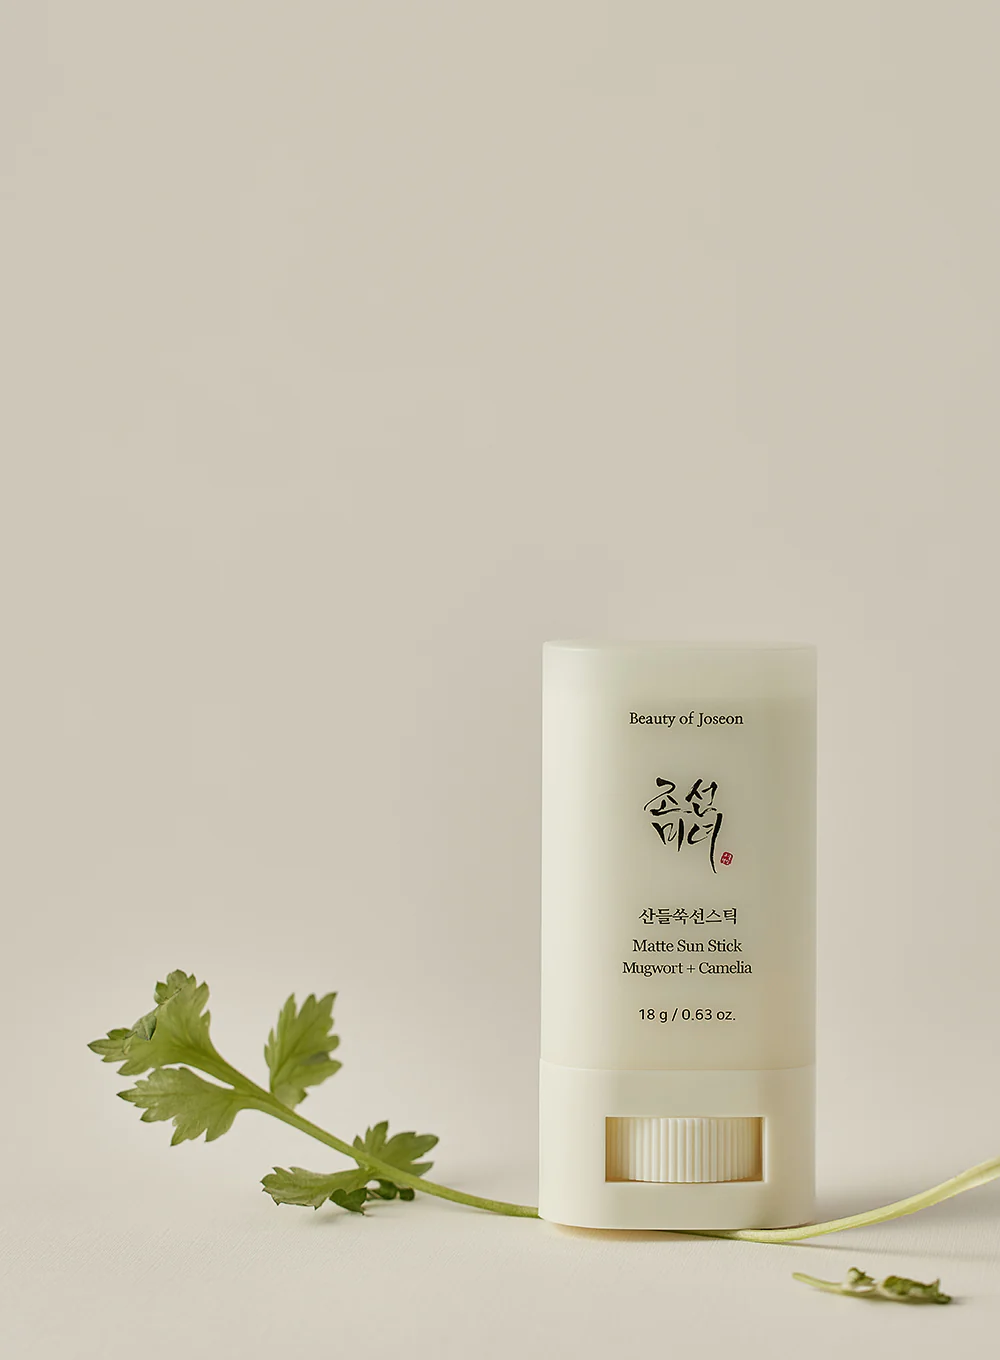 Beauty of Joseon
조선
미녀
산들쑥선스틱
Matte Sun Stick
Mugwort + Camelia
18 g / 0.63 oz.